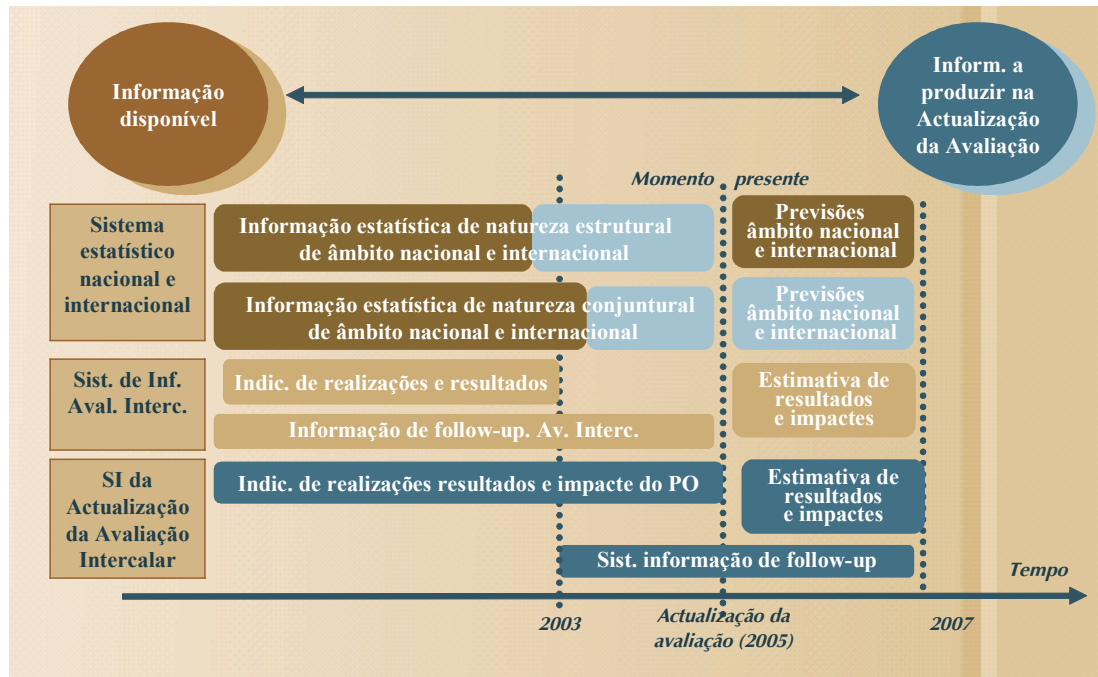 Informação
disponível
Inform. a
produzir na
Actualização
da Avaliação
Momento presente
Sistema
estatístico
nacional e
internacional
Informação estatística de natureza estrutural
de âmbito nacional e internacional
Previsões
âmbito nacional
e internacional
Informação estatística de natureza conjuntural
de âmbito nacional e internacional
Previsões
âmbito nacional
e internacional
Sist. de Inf.
Aval. Interc.
Indic. de realizações e resultados
Informação de follow-up. Av. Interc.
Estimativa de
resultados
e impactes
SI da
Actualização
da Avaliação
Intercalar
Indic. de realizações resultados e impacte do PO
Estimativa de
resultados
e impactes
Sist. informação de follow-up
Tempo
2003
Actualização da
avaliação (2005)
2007